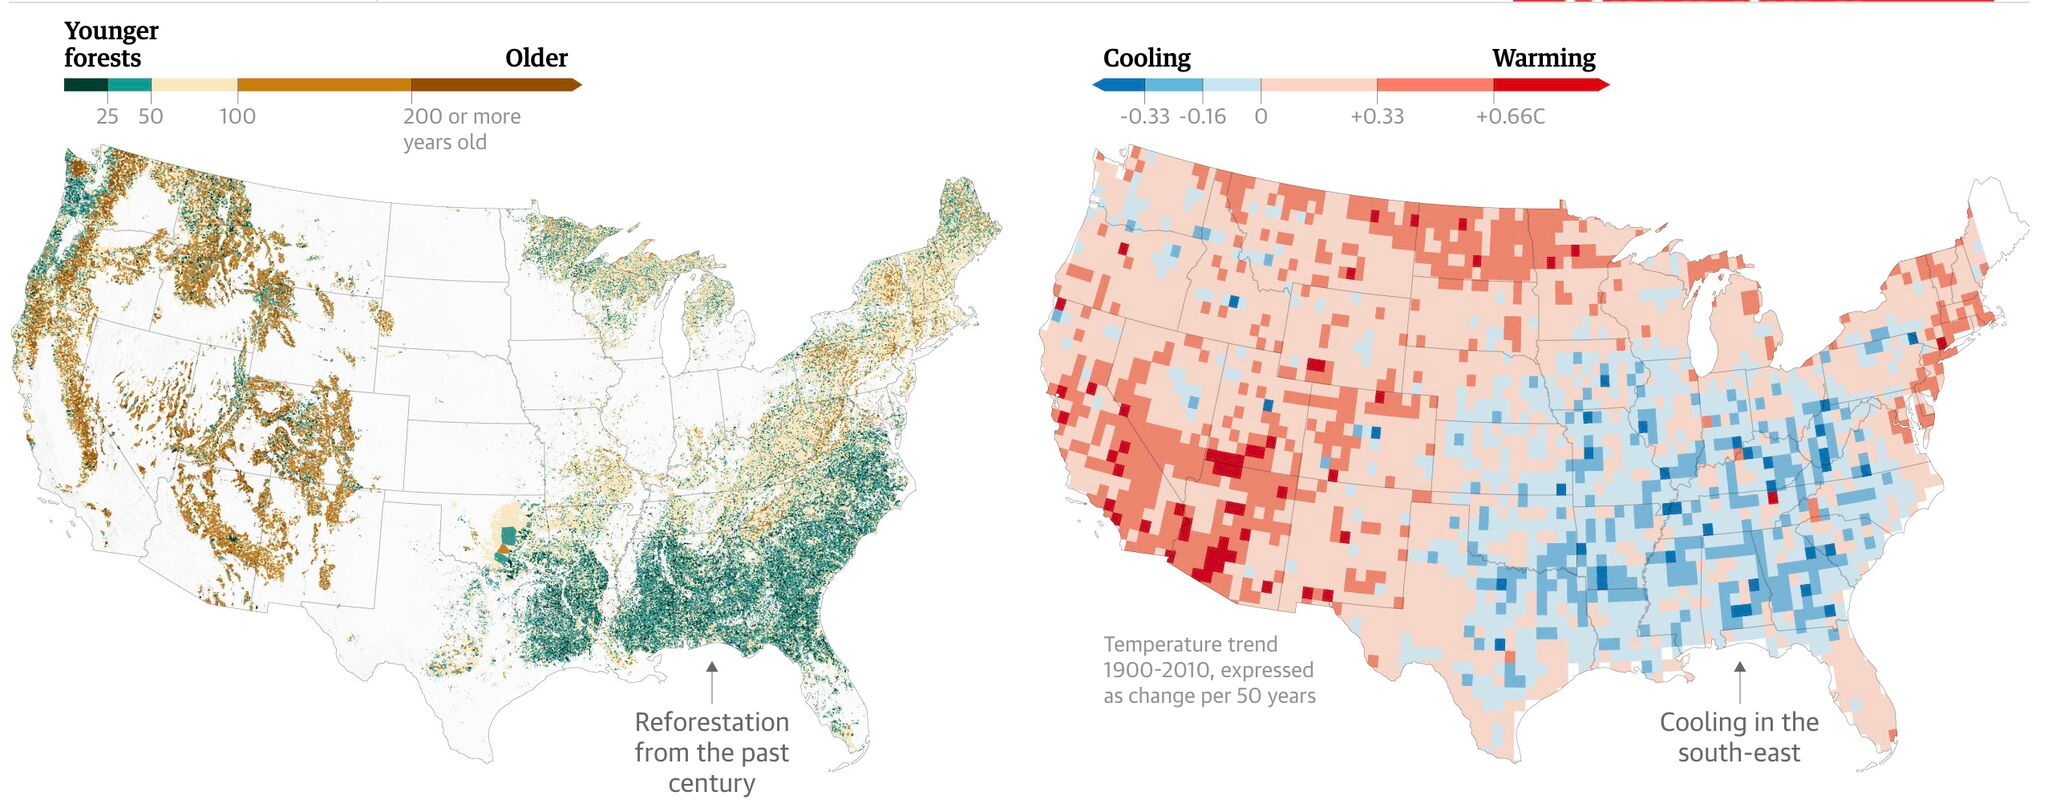 Younger
forests
Older
25 50 100 200 or more
years old
Reforestation
from the past
century
Cooling
Warming
-0.33 -0.16 0 +0.33 +0.66C
Temperature trend
1900-2010, expressed
as change per 50 years
Cooling in the
south-east